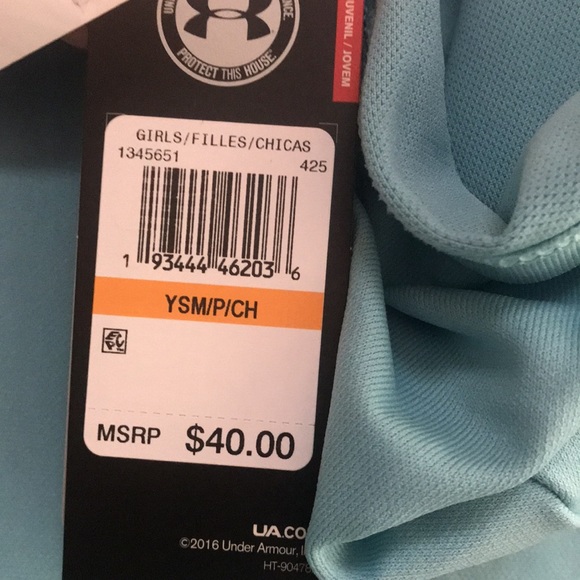 PROTECT THIS HOUSE
JUVENIL / JOVEM
GIRLS/FILLES/CHICAS
1345651
425
1 93444 46203 6
YSM/P/CH
MSRP $40.00
UA.CO
©2016 Under Armour, I